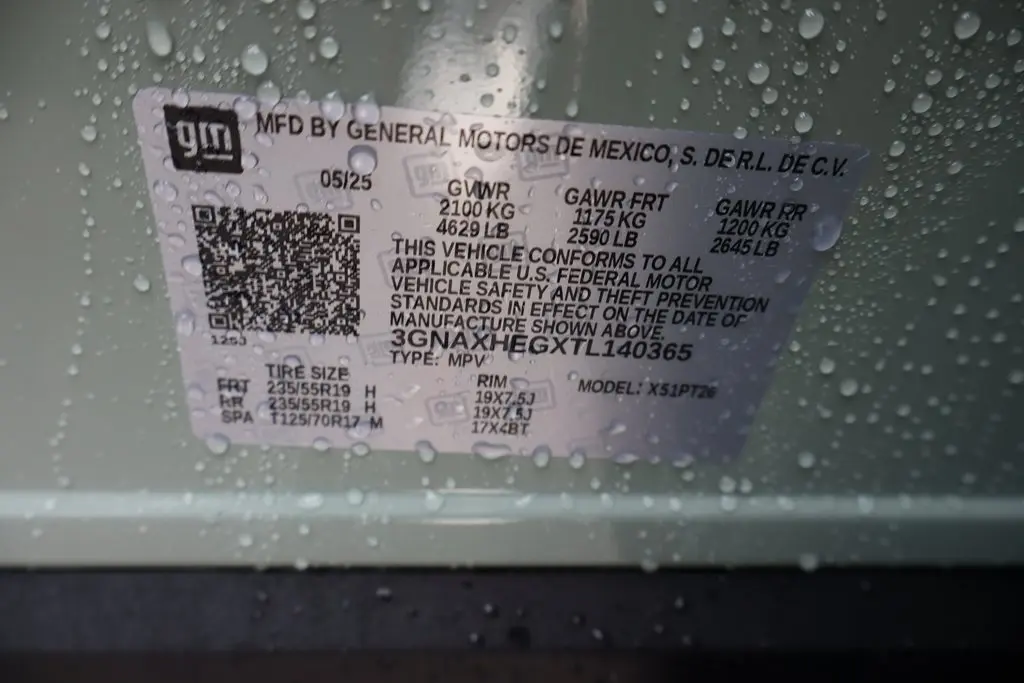 gm
MFD BY GENERAL MOTORS DE MEXICO, S. DE R.L. DE C.V.
05/25
GVWR GAWR FRT GAWR RR
2100 KG 1175 KG 1200 KG
4629 LB 2590 LB 2645 LB
THIS VEHICLE CONFORMS TO ALL
APPLICABLE U.S. FEDERAL MOTOR
VEHICLE SAFETY AND THEFT PREVENTION
STANDARDS IN EFFECT ON THE DATE OF
MANUFACTURE SHOWN ABOVE.
3GNAXHEGXTL140365
TYPE: MPV
125J
TIRE SIZE RIM MODEL: X51PT26
FRT 235/55R19 H 19X7.5J
RR 235/55R19 H 19X7.5J
SPA T125/70R17 M 17X4BT